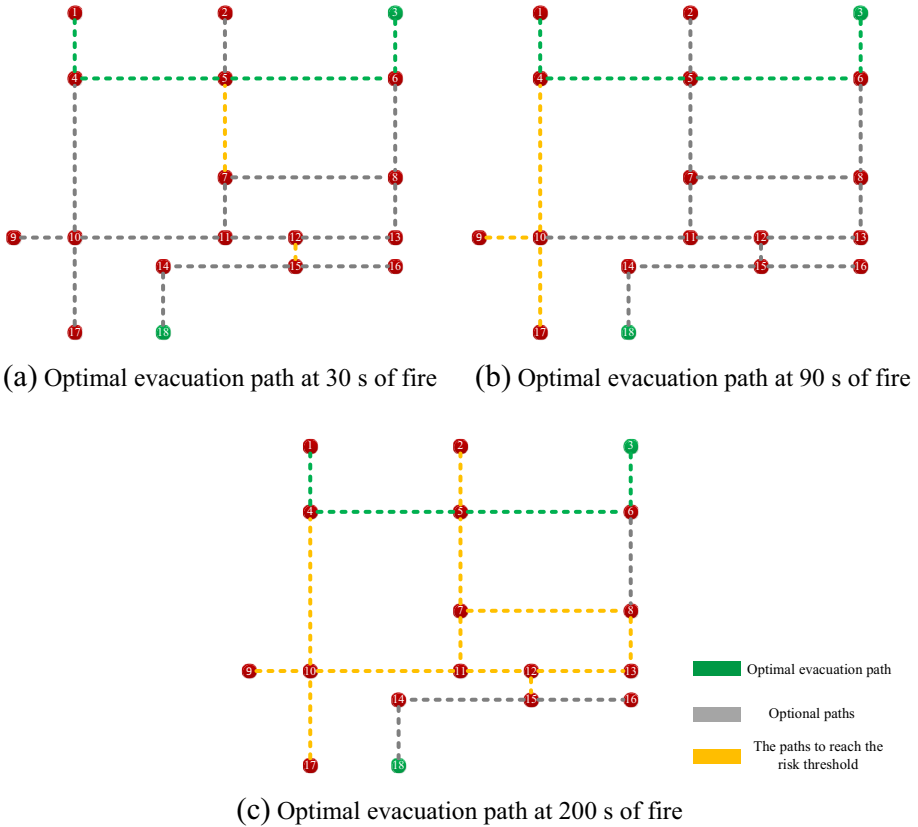 1 2 3
4 5 6
7 8
9 10 11 12 13
14 15 16
17 18
(a) Optimal evacuation path at 30 s of fire
1 2 3
4 5 6
7 8
9 10 11 12 13
14 15 16
17 18
(b) Optimal evacuation path at 90 s of fire
1 2 3
4 5 6
7 8
9 10 11 12 13
14 15 16
17 18
Optimal evacuation path
Optional paths
The paths to reach the
risk threshold
(c) Optimal evacuation path at 200 s of fire